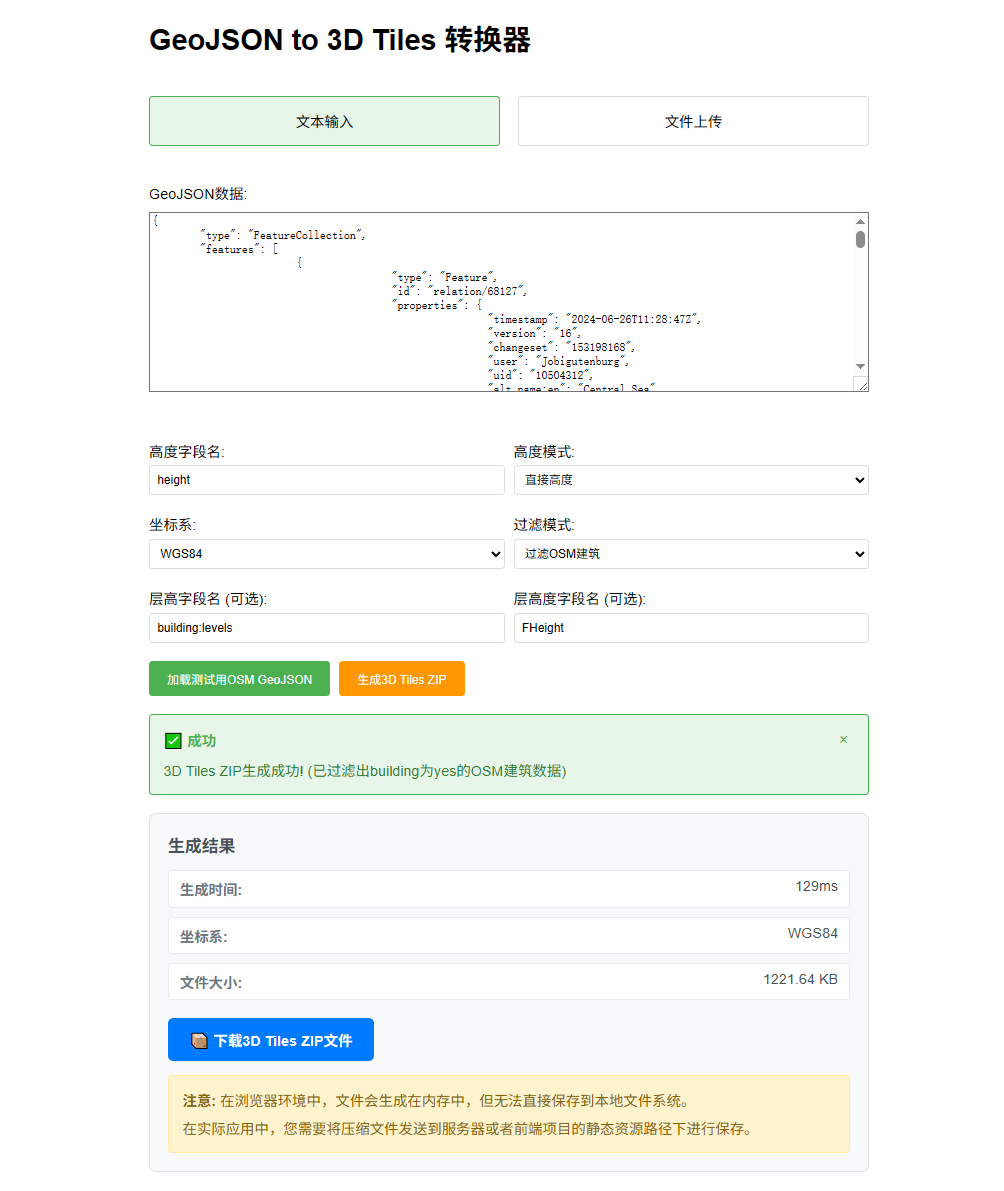 GeoJSON to 3D Tiles 转换器
文本输入 文件上传
GeoJSON数据:
{
"type": "FeatureCollection",
"features": [
{
"type": "Feature",
"id": "relation/68127",
"properties": {
"timestamp": "2024-06-26T11:28:47Z",
"version": "16",
"changeset": "153198168",
"user": "Jobigutenburg",
"uid": "10504312",
"alt_name:en": "Central Sea"
高度字段名: 高度模式:
height 直接高度
坐标系: 过滤模式:
WGS84 过滤OSM建筑
层高字段名 (可选): 层高度字段名 (可选):
building:levels FHeight
加载测试用OSM GeoJSON 生成3D Tiles ZIP
✅ 成功 ×
3D Tiles ZIP生成成功! (已过滤出building为yes的OSM建筑数据)
生成结果
生成时间: 129ms
坐标系: WGS84
文件大小: 1221.64 KB
📦 下载3D Tiles ZIP文件
注意: 在浏览器环境中，文件会生成在内存中，但无法直接保存到本地文件系统。
在实际应用中，您需要将压缩文件发送到服务器或者前端项目的静态资源路径下进行保存。